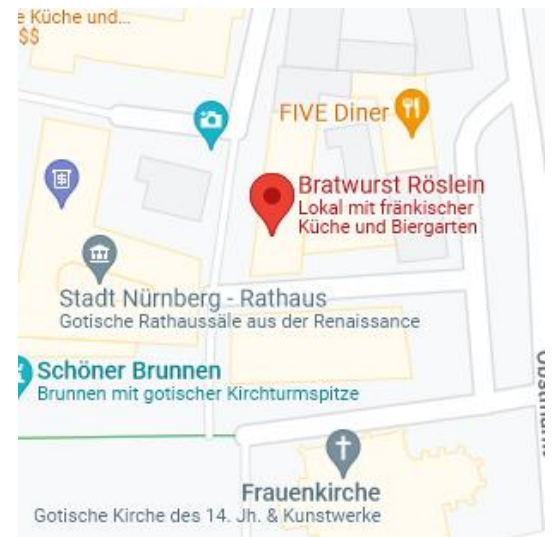 e Küche und...
$$
FIVE Diner
Bratwurst Röslein
Lokal mit fränkischer
Küche und Biergarten
Stadt Nürnberg - Rathaus
Gotische Rathaussäle aus der Renaissance
Schöner Brunnen
Brunnen mit gotischer Kirchturmspitze
Frauenkirche
Gotische Kirche des 14. Jh. & Kunstwerke